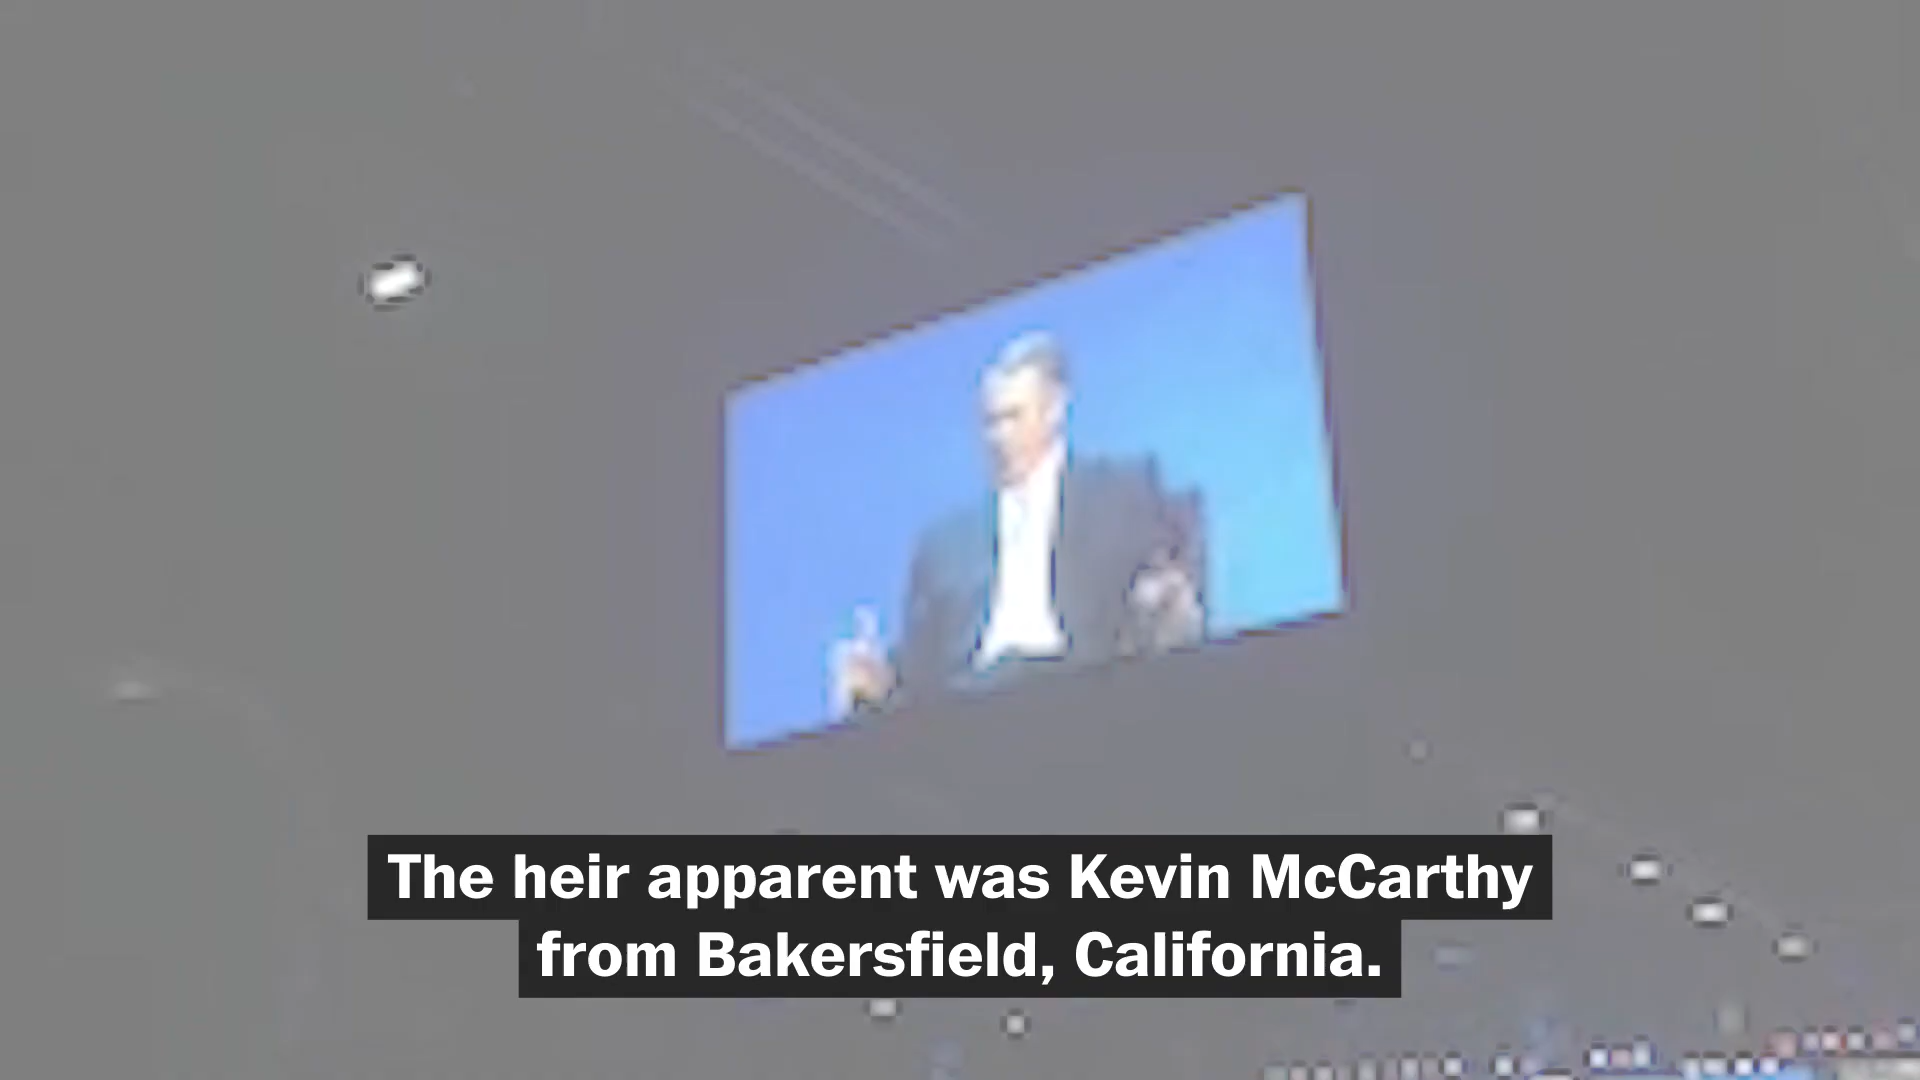 The heir apparent was Kevin McCarthy
from Bakersfield, California.